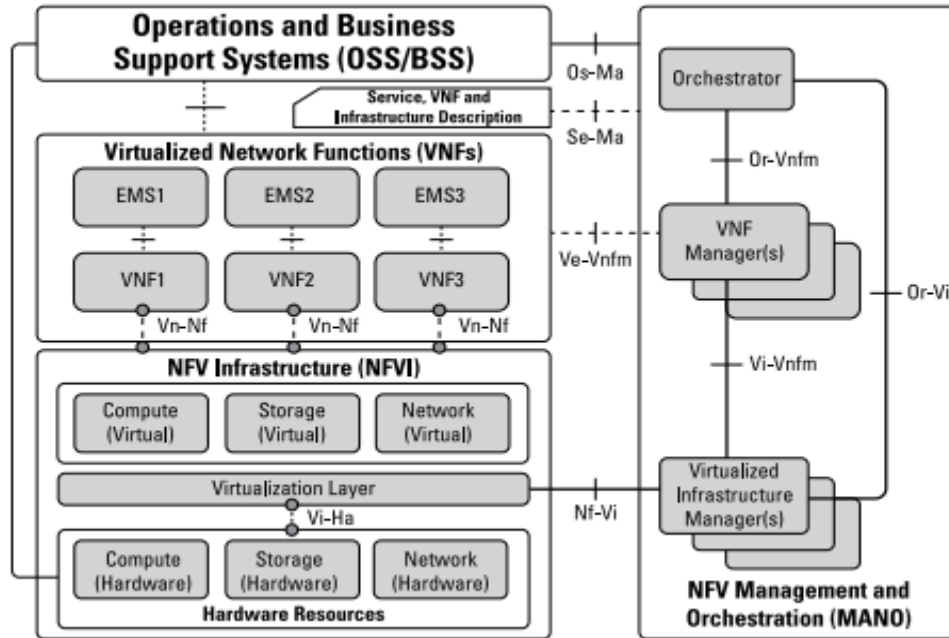 Operations and Business
Support Systems (OSS/BSS)
Os-Ma
Orchestrator
Service, VNF and
Infrastructure Description
Se-Ma
Virtualized Network Functions (VNFs)
Or-Vnfm
EMS1
EMS2
EMS3
VNF
Manager(s)
Ve-Vnfm
VNF1
VNF2
VNF3
Or-Vi
Vn-Nf
Vn-Nf
Vn-Nf
NFV Infrastructure (NFVI)
Vi-Vnfm
Compute
(Virtual)
Storage
(Virtual)
Network
(Virtual)
Virtualization Layer
Virtualized
Infrastructure
Manager(s)
Nf-Vi
Vi-Ha
Compute
(Hardware)
Storage
(Hardware)
Network
(Hardware)
Hardware Resources
NFV Management and
Orchestration (MANO)